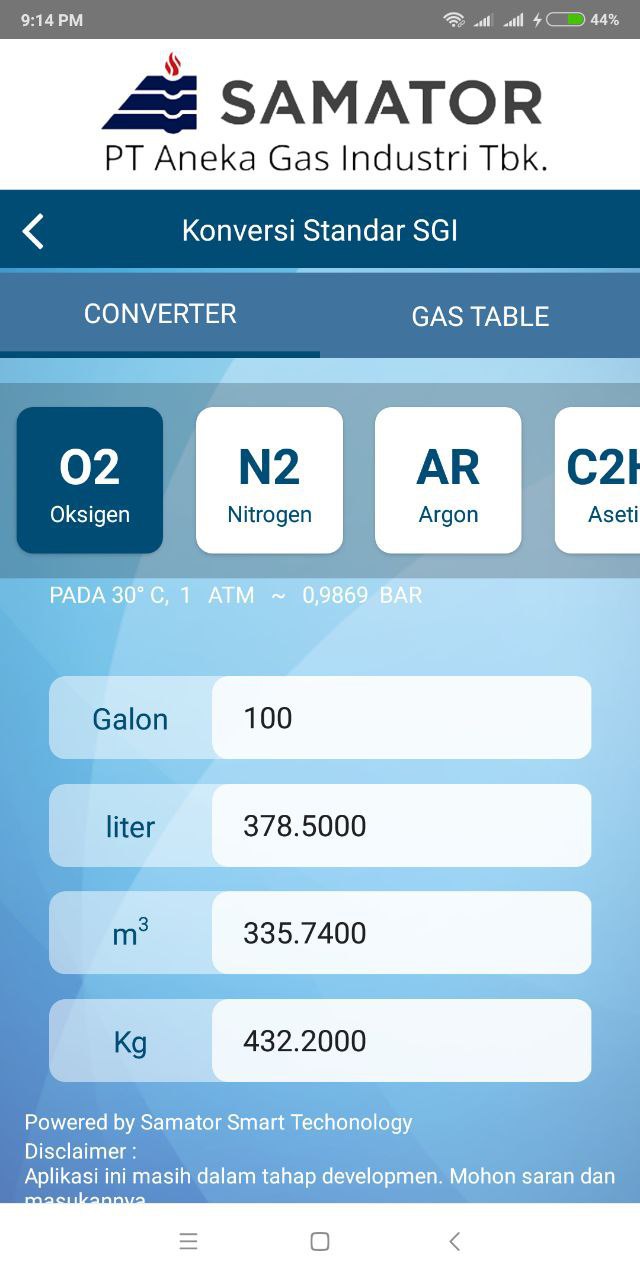 9:14 PM 44%
SAMATOR
PT Aneka Gas Industri Tbk.
Konversi Standar SGI
CONVERTER GAS TABLE
O2 N2 AR C2H
Oksigen Nitrogen Argon Aseti
PADA 30° C, 1 ATM ~ 0,9869 BAR
Galon 100
liter 378.5000
m³ 335.7400
Kg 432.2000
Powered by Samator Smart Techonology
Disclaimer :
Aplikasi ini masih dalam tahap developmen. Mohon saran dan
masukannya